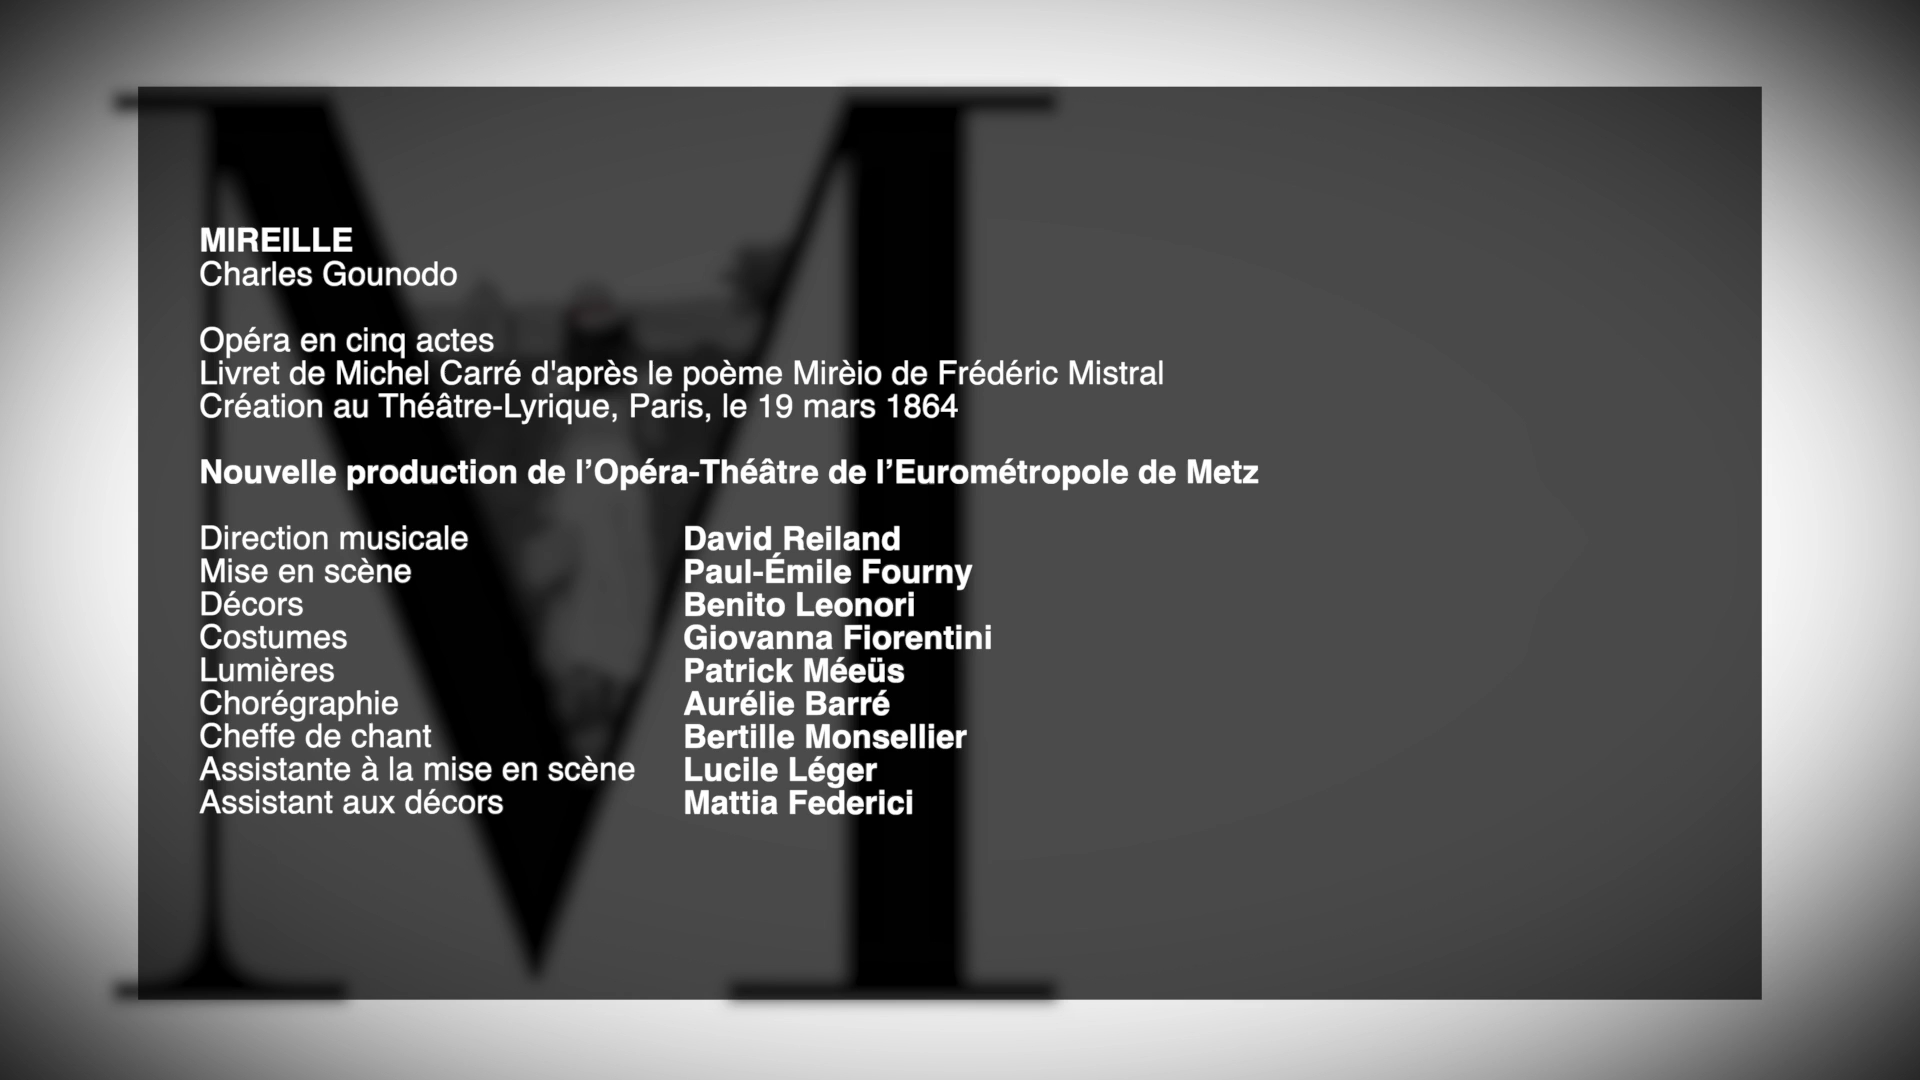 MIREILLE
Charles Gounodo
Opéra en cinq actes
Livret de Michel Carré d'après le poème Mirèio de Frédéric Mistral
Création au Théâtre-Lyrique, Paris, le 19 mars 1864
Nouvelle production de l’Opéra-Théâtre de l’Eurométropole de Metz
Direction musicale David Reiland
Mise en scène Paul-Émile Fourny
Décors Benito Leonori
Costumes Giovanna Fiorentini
Lumières Patrick Méeüs
Chorégraphie Aurélie Barré
Cheffe de chant Bertille Monsellier
Assistante à la mise en scène Lucile Léger
Assistant aux décors Mattia Federici